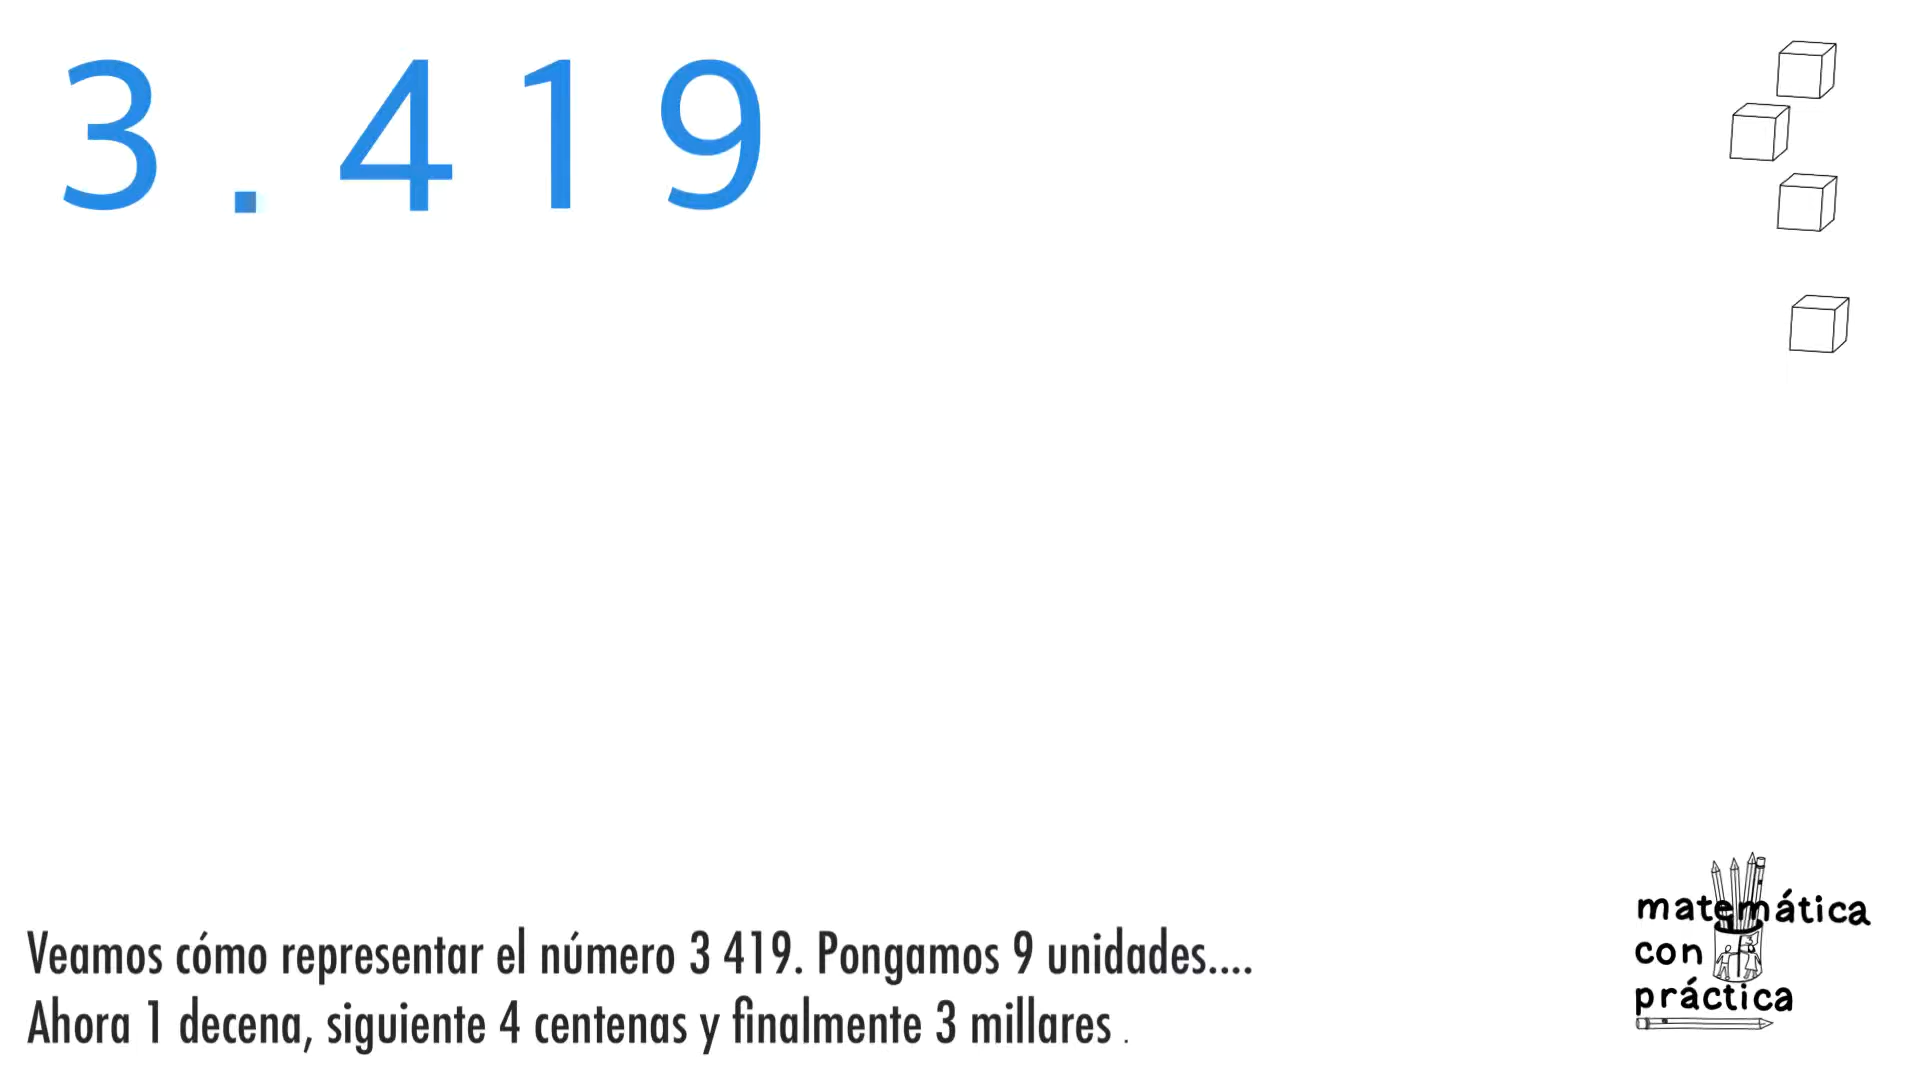 3.419
Veamos cómo representar el número 3 419. Pongamos 9 unidades....
Ahora 1 decena, siguiente 4 centenas y finalmente 3 millares .
matemática
con
práctica